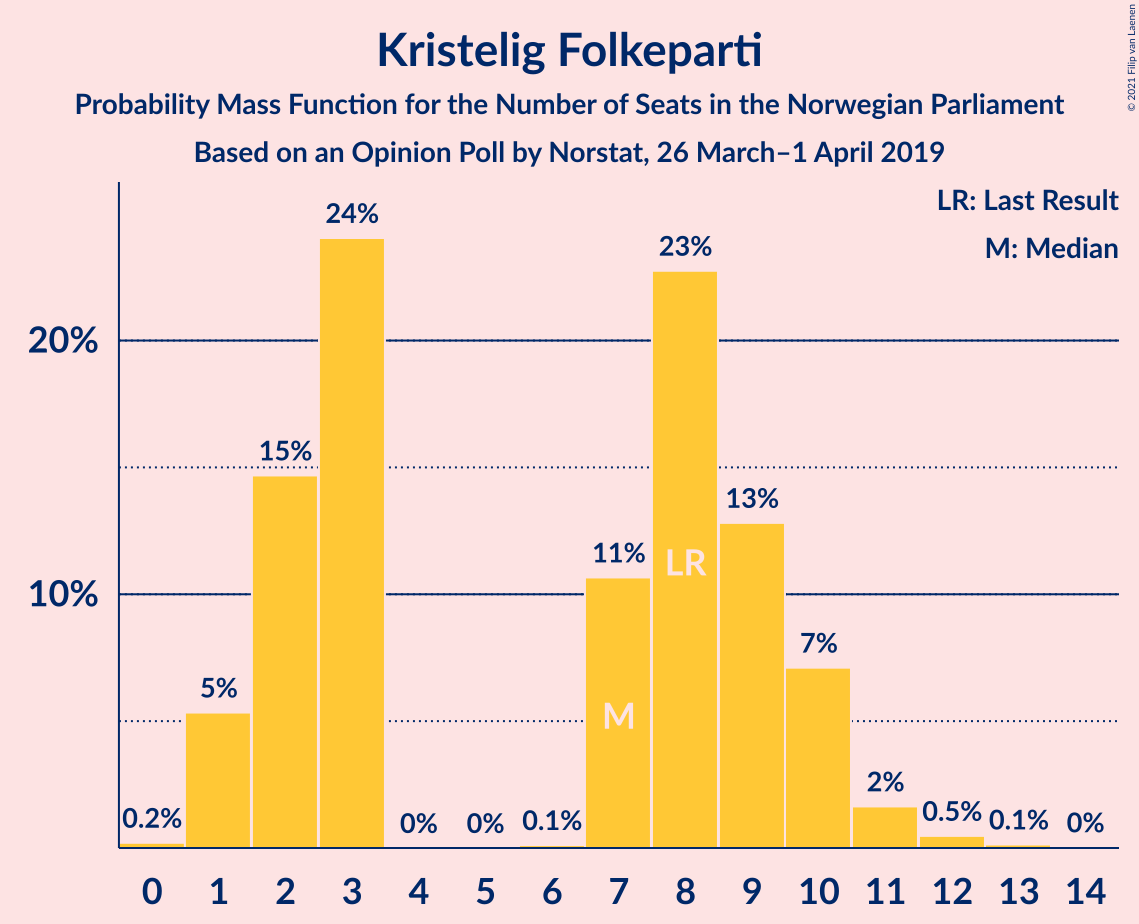 Kristelig Folkeparti
Probability Mass Function for the Number of Seats in the Norwegian Parliament
Based on an Opinion Poll by Norstat, 26 March–1 April 2019
© 2021 Filip van Laenen
LR: Last Result
M: Median
24%
23%
20%
15%
13%
11%
LR
10%
7%
5%
M
2%
0.2%
0%
0%
0.1%
0.5%
0.1%
0%
0 1 2 3 4 5 6 7 8 9 10 11 12 13 14